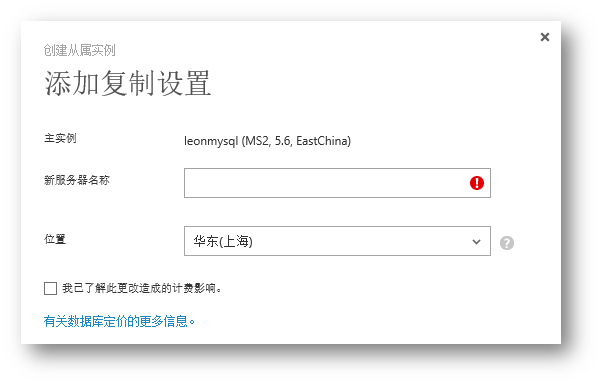 创建从属实例
添加复制设置
主实例 leonmysql (MS2, 5.6, EastChina)
新服务器名称
位置 华东(上海)
我已了解此更改造成的计费影响。
有关数据库定价的更多信息。